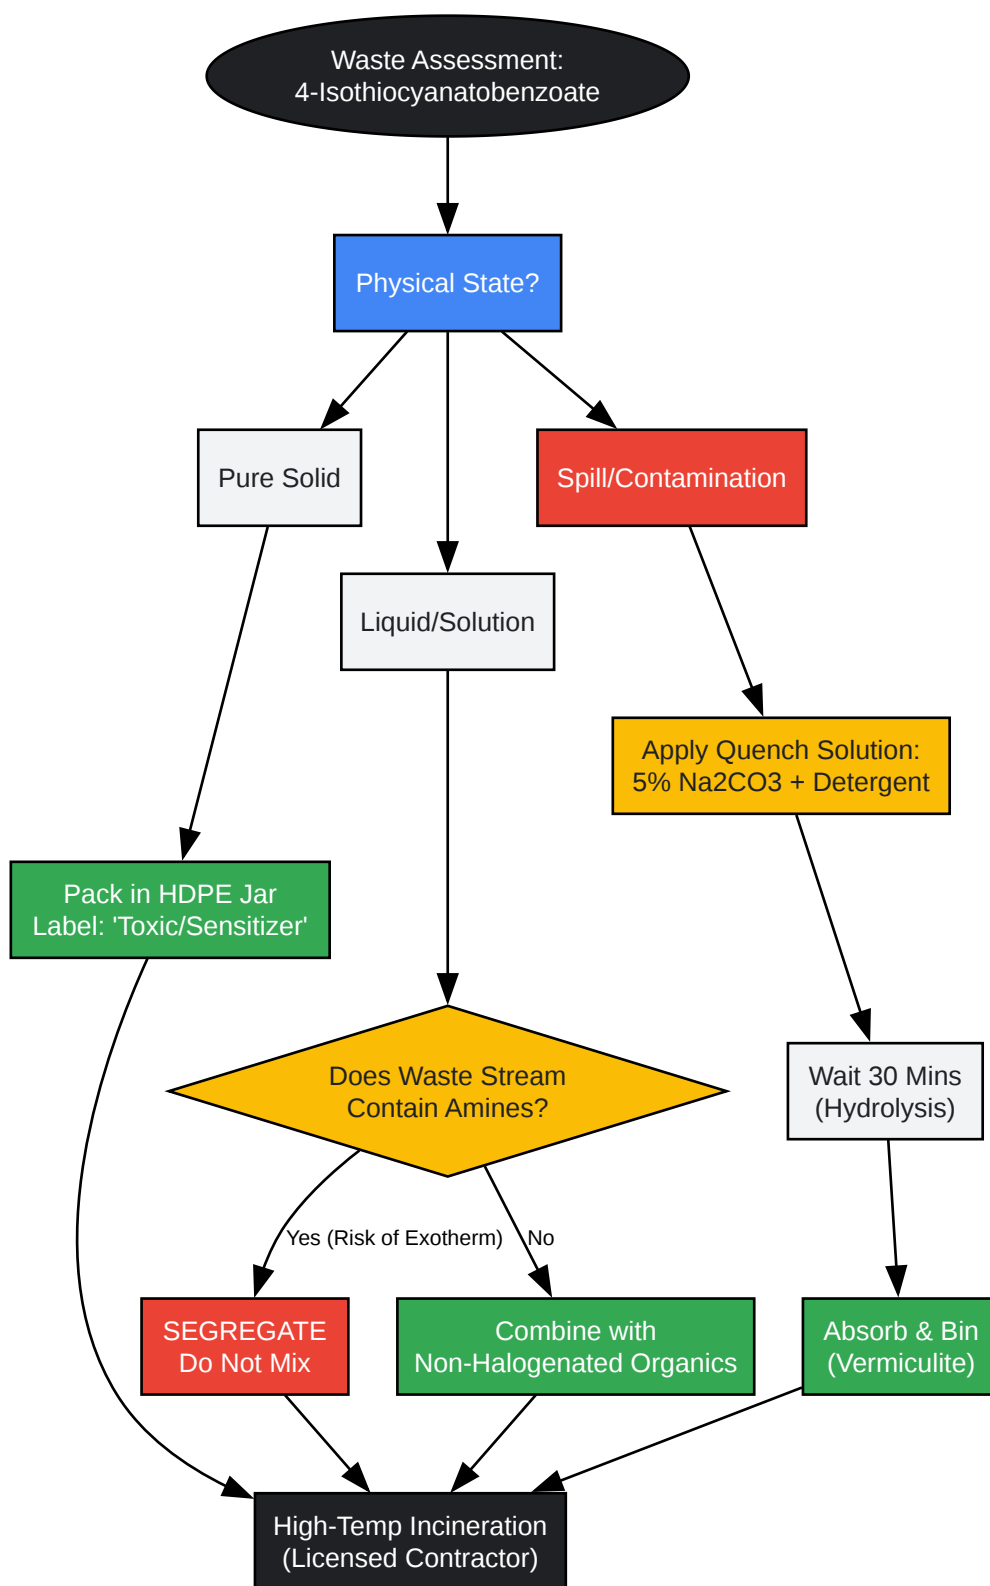 Waste Assessment:
4-Isothiocyanatobenzoate
Physical State?
Pure Solid
Spill/Contamination
Liquid/Solution
Apply Quench Solution:
5% Na2CO3 + Detergent
Pack in HDPE Jar
Label: 'Toxic/Sensitizer'
Does Waste Stream
Contain Amines?
Wait 30 Mins
(Hydrolysis)
Yes (Risk of Exotherm)
No
SEGREGATE
Do Not Mix
Combine with
Non-Halogenated Organics
Absorb & Bin
(Vermiculite)
High-Temp Incineration
(Licensed Contractor)